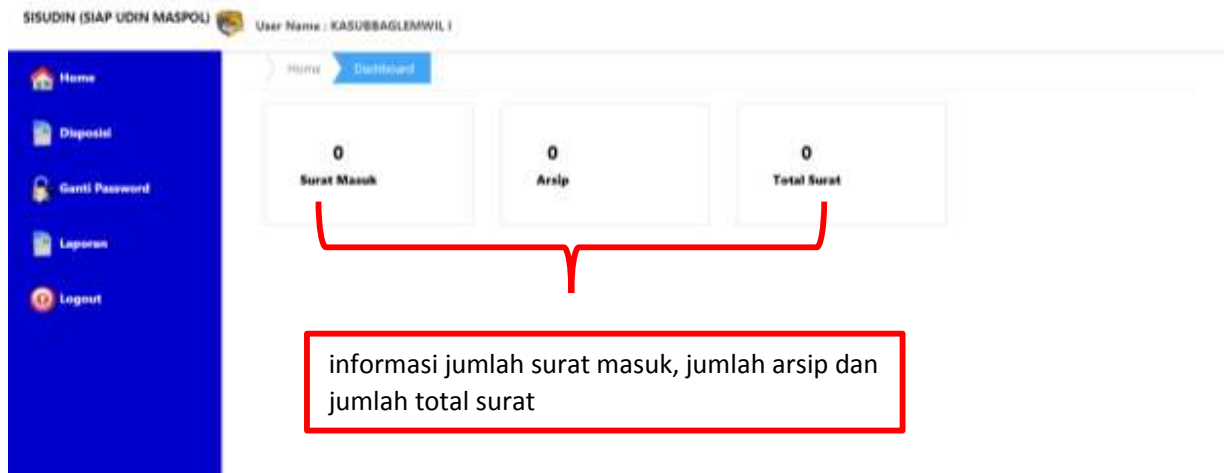 SISUDIN (SIAP UDIN MASPOL)
User Name : KASUBBAGLEMWIL I
Home
Disposisi
Ganti Password
Laporan
Logout
Home
Dashboard
0
Surat Masuk
0
Arsip
0
Total Surat
informasi jumlah surat masuk, jumlah arsip dan
jumlah total surat